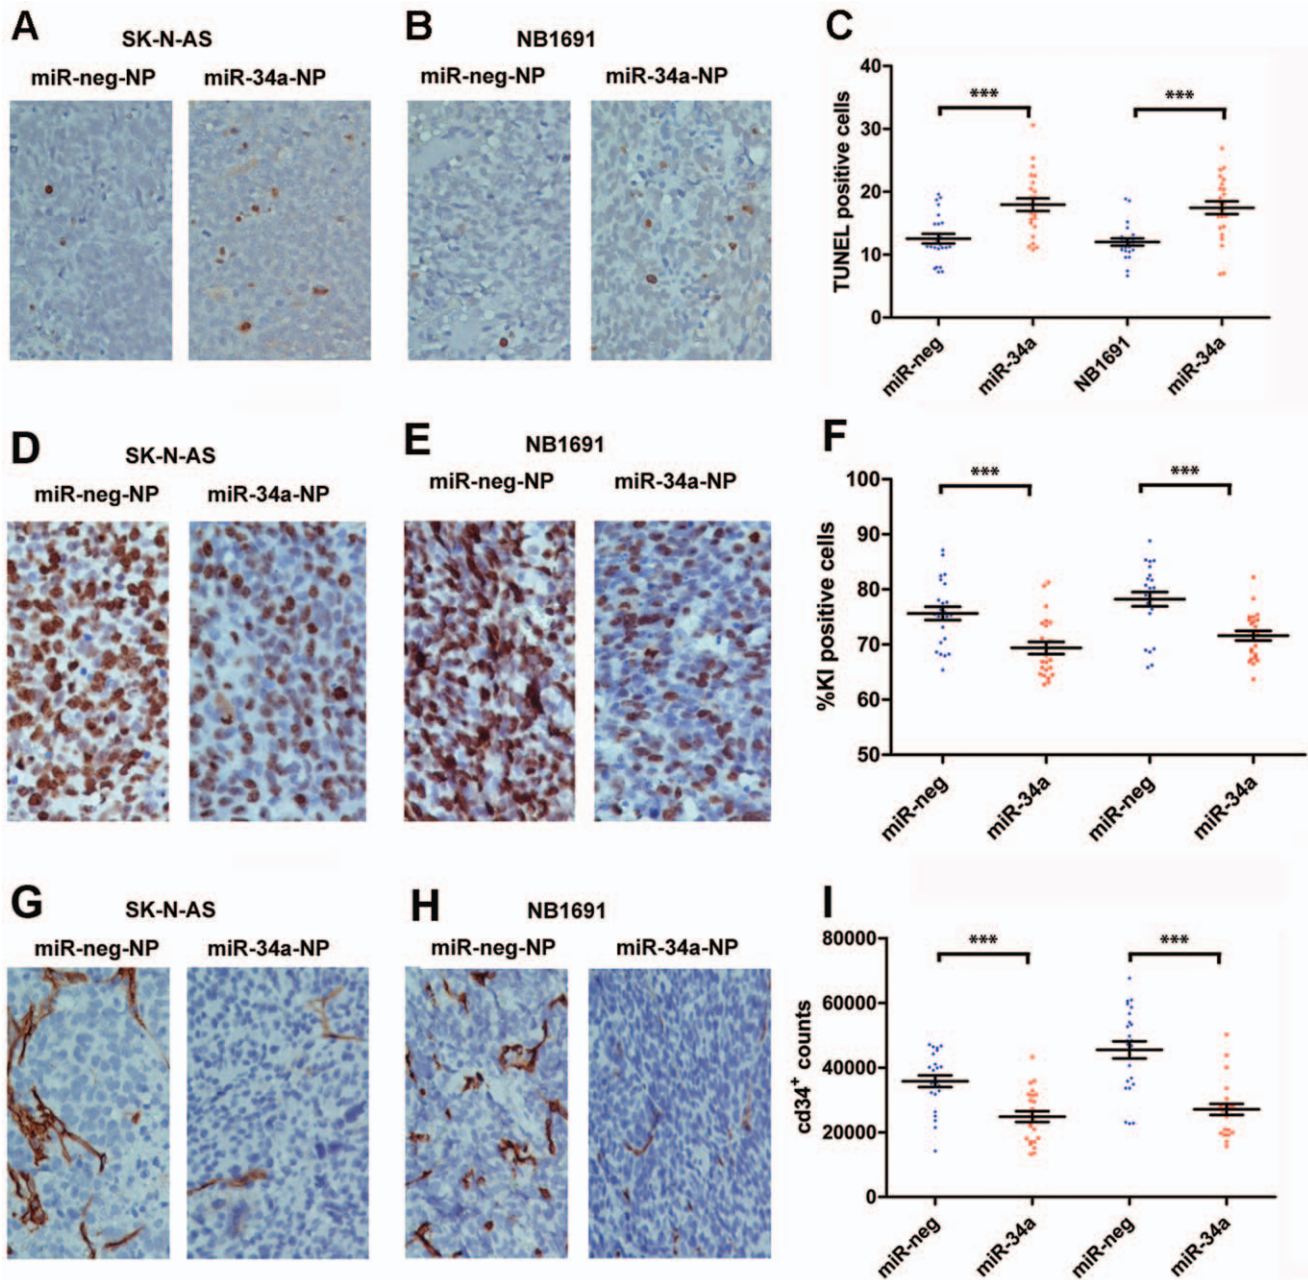 A
SK-N-AS
miR-neg-NP miR-34a-NP
B
NB1691
miR-neg-NP miR-34a-NP
C
TUNEL positive cells
40
30
20
10
0
*** ***
miR-neg miR-34a NB1691 miR-34a
D
SK-N-AS
miR-neg-NP miR-34a-NP
E
NB1691
miR-neg-NP miR-34a-NP
F
%KI positive cells
100
90
80
70
60
50
*** ***
miR-neg miR-34a miR-neg miR-34a
G
SK-N-AS
miR-neg-NP miR-34a-NP
H
NB1691
miR-neg-NP miR-34a-NP
I
cd34⁺ counts
80000
60000
40000
20000
0
*** ***
miR-neg miR-34a miR-neg miR-34a